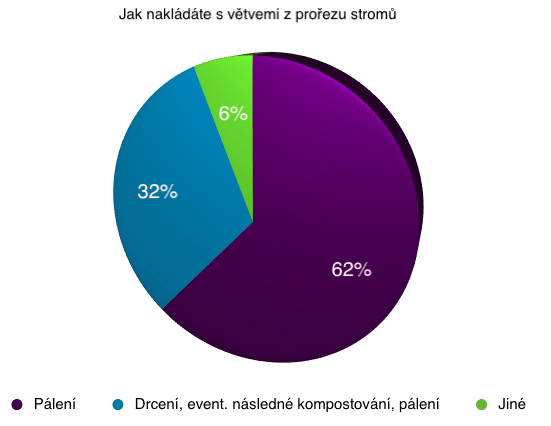 Jak nakládáte s větvemi z prořezu stromů
6%
32%
62%
Pálení
Drcení, event. následné kompostování, pálení
Jiné